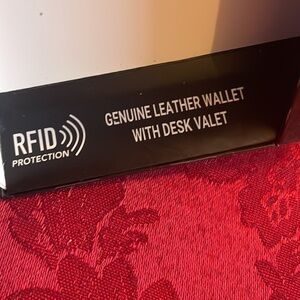 RFID
PROTECTION
GENUINE LEATHER WALLET
WITH DESK VALET